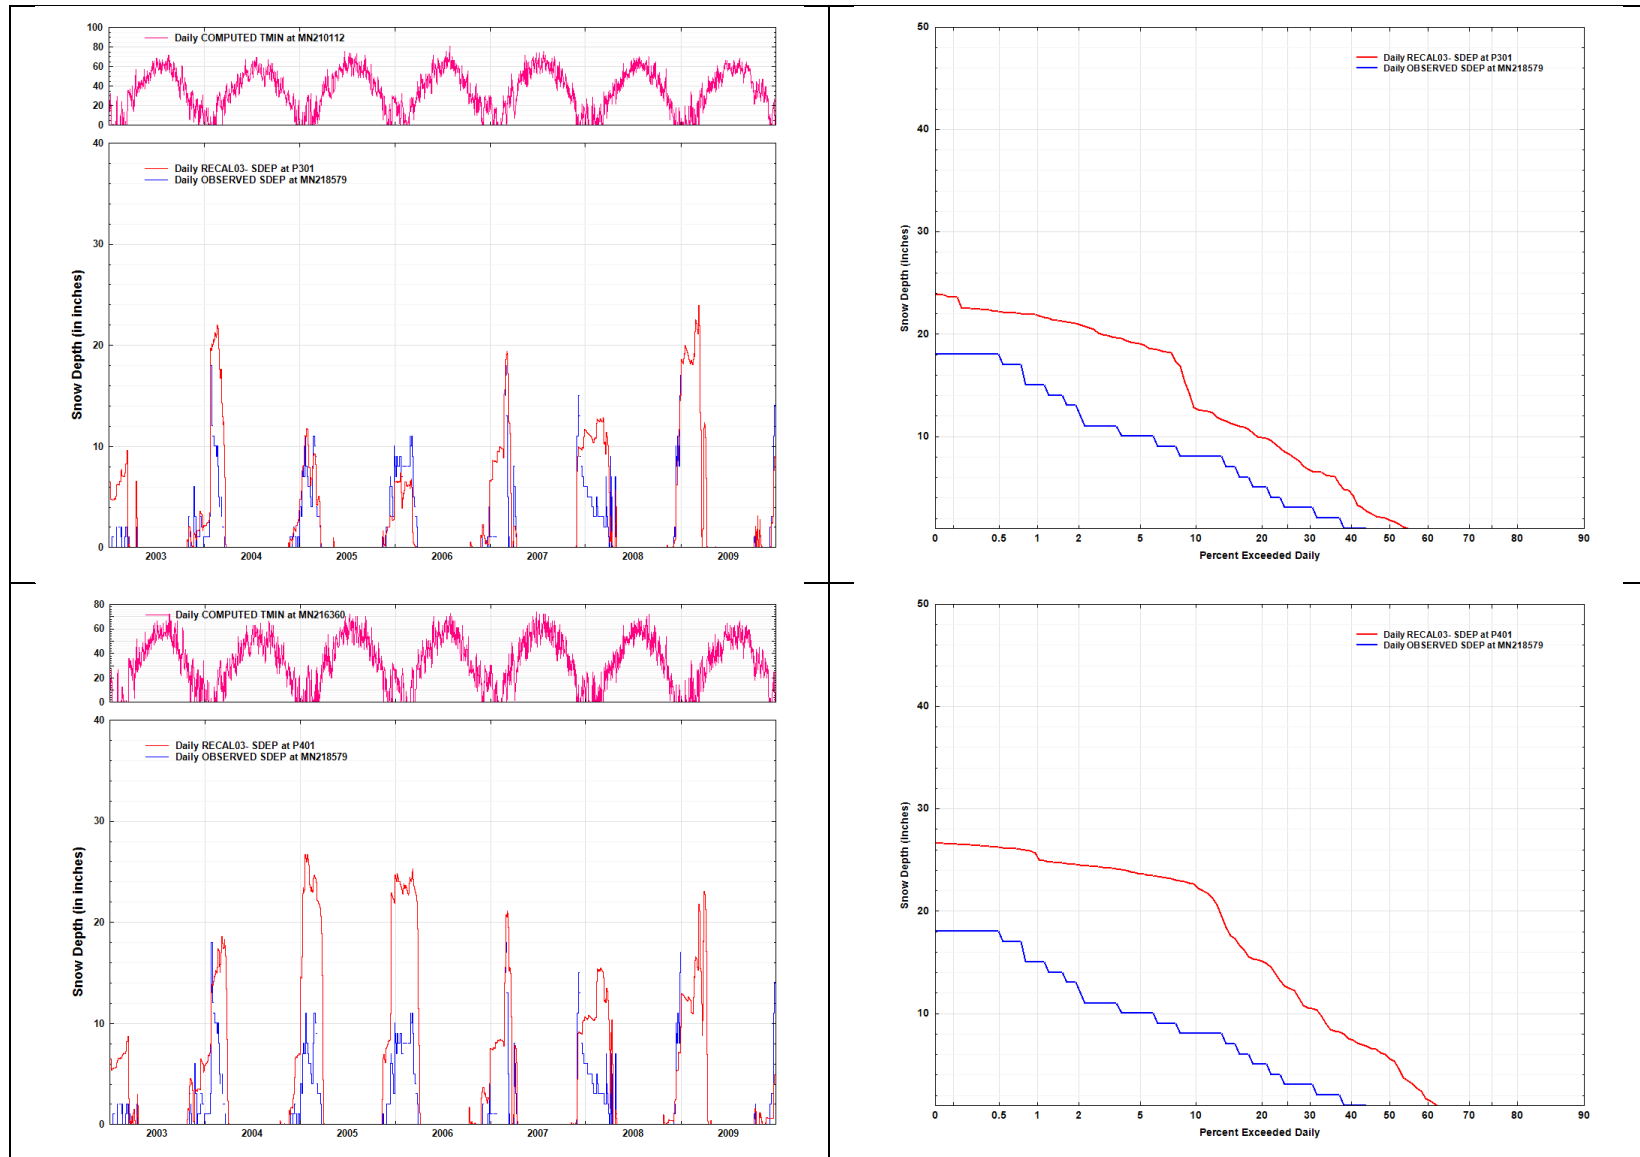 100
80
60
40
20
0
Daily COMPUTED TMIN at MN210112
40
30
20
10
0
Snow Depth (in inches)
Daily RECAL03- SDEP at P301
Daily OBSERVED SDEP at MN218579
2003 2004 2005 2006 2007 2008 2009
50
40
30
20
10
Snow Depth (Inches)
Daily RECAL03- SDEP at P301
Daily OBSERVED SDEP at MN218579
0 0.5 1 2 5 10 20 30 40 50 60 70 80 90
Percent Exceeded Daily
80
60
40
20
0
Daily COMPUTED TMIN at MN216360
40
30
20
10
0
Snow Depth (in inches)
Daily RECAL03- SDEP at P401
Daily OBSERVED SDEP at MN218579
2003 2004 2005 2006 2007 2008 2009
50
40
30
20
10
Snow Depth (Inches)
Daily RECAL03- SDEP at P401
Daily OBSERVED SDEP at MN218579
0 0.5 1 2 5 10 20 30 40 50 60 70 80 90
Percent Exceeded Daily